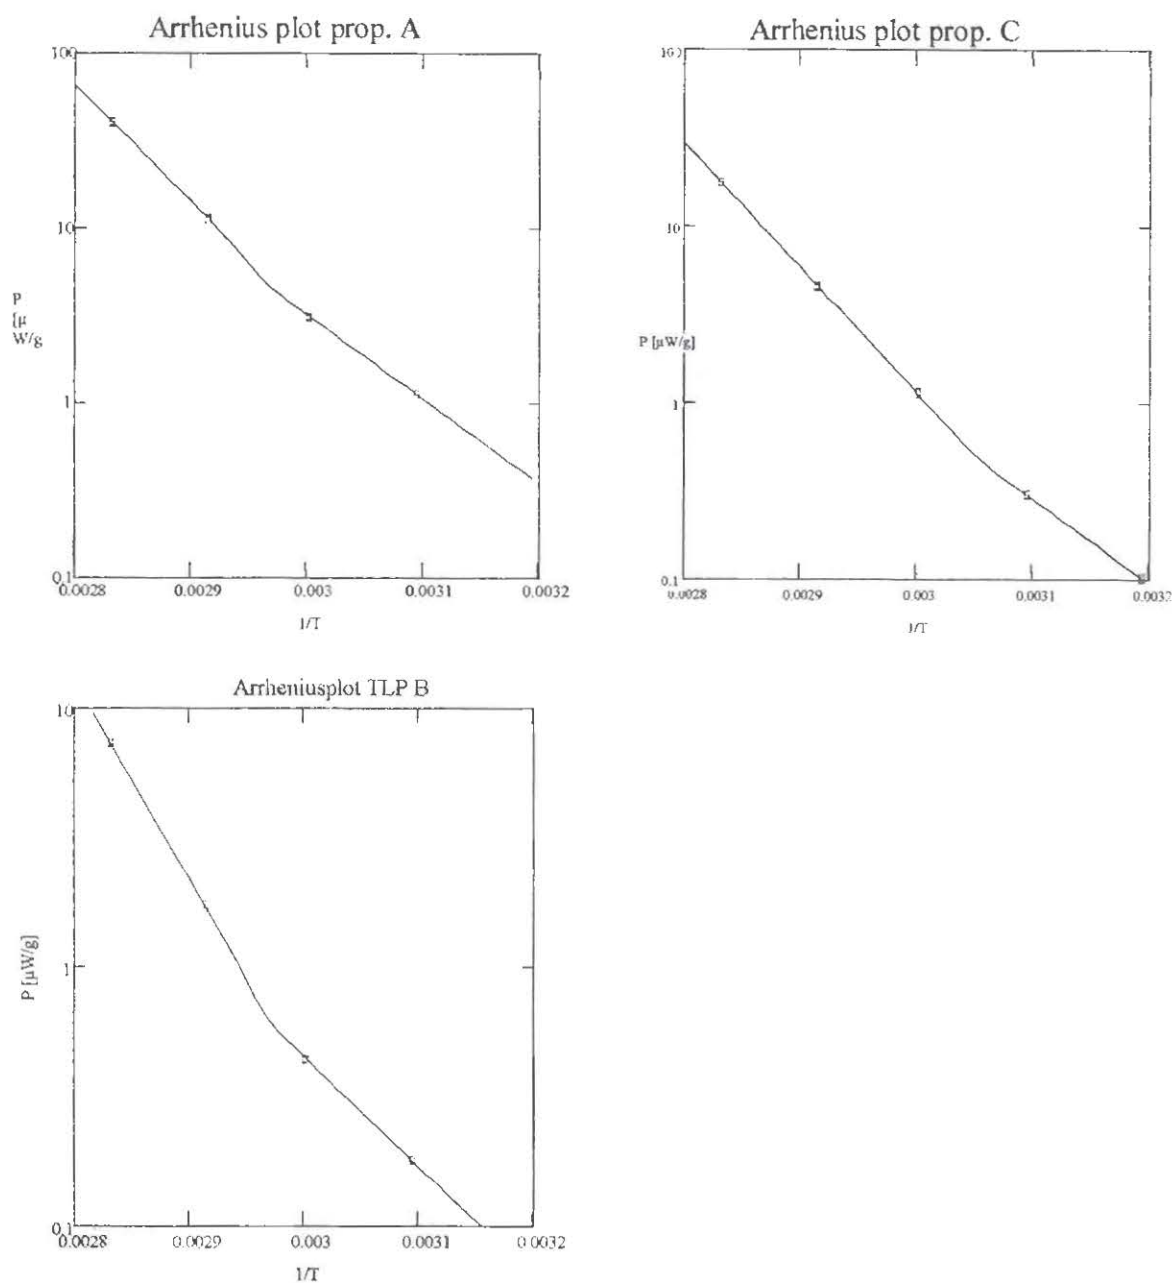 Arrhenius plot prop. A
100
10
P
[µ
W/g
1
0.1
0.0028 0.0029 0.003 0.0031 0.0032
1/T
Arrhenius plot prop. C
100
10
P [µW/g]
1
0.1
0.0028 0.0029 0.003 0.0031 0.0032
1/T
Arrheniusplot TLP B
10
P [µW/g]
1
0.1
0.0028 0.0029 0.003 0.0031 0.0032
1/T